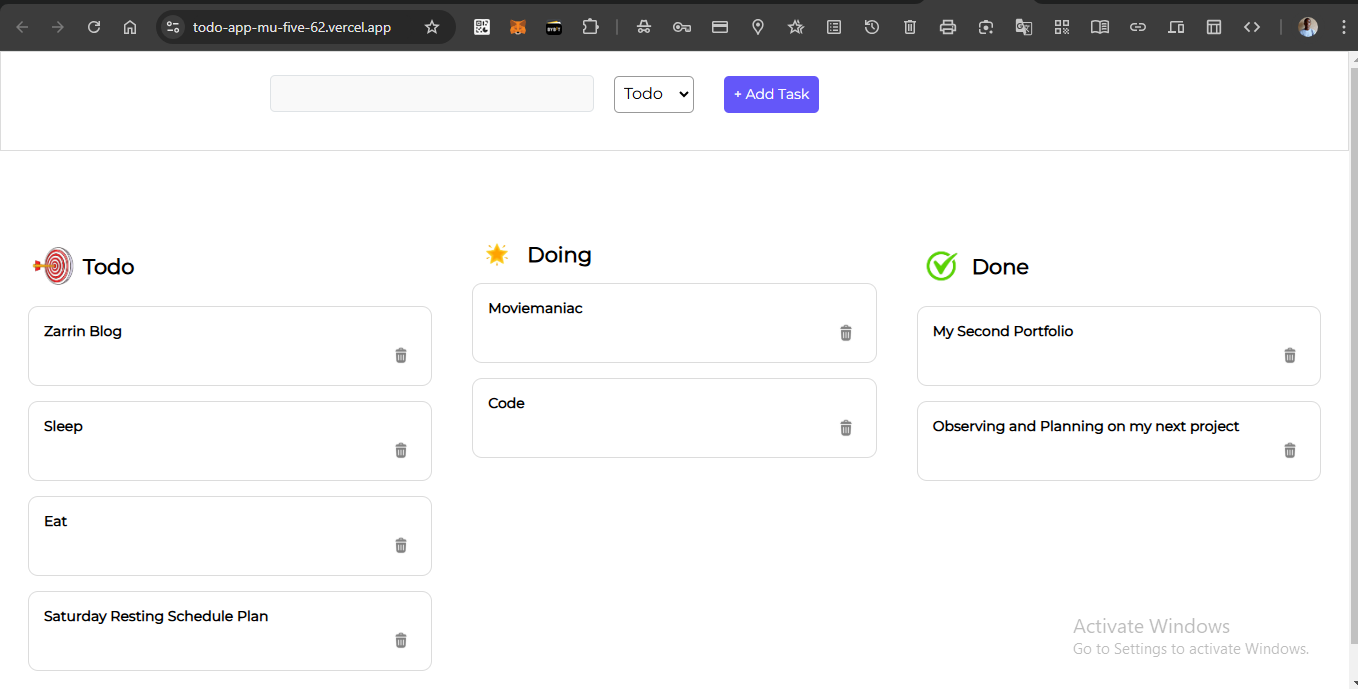 todo-app-mu-five-62.vercel.app
Todo
+ Add Task
Todo
Zarrin Blog
Sleep
Eat
Saturday Resting Schedule Plan
Doing
Moviemaniac
Code
Done
My Second Portfolio
Observing and Planning on my next project
Activate Windows
Go to Settings to activate Windows.